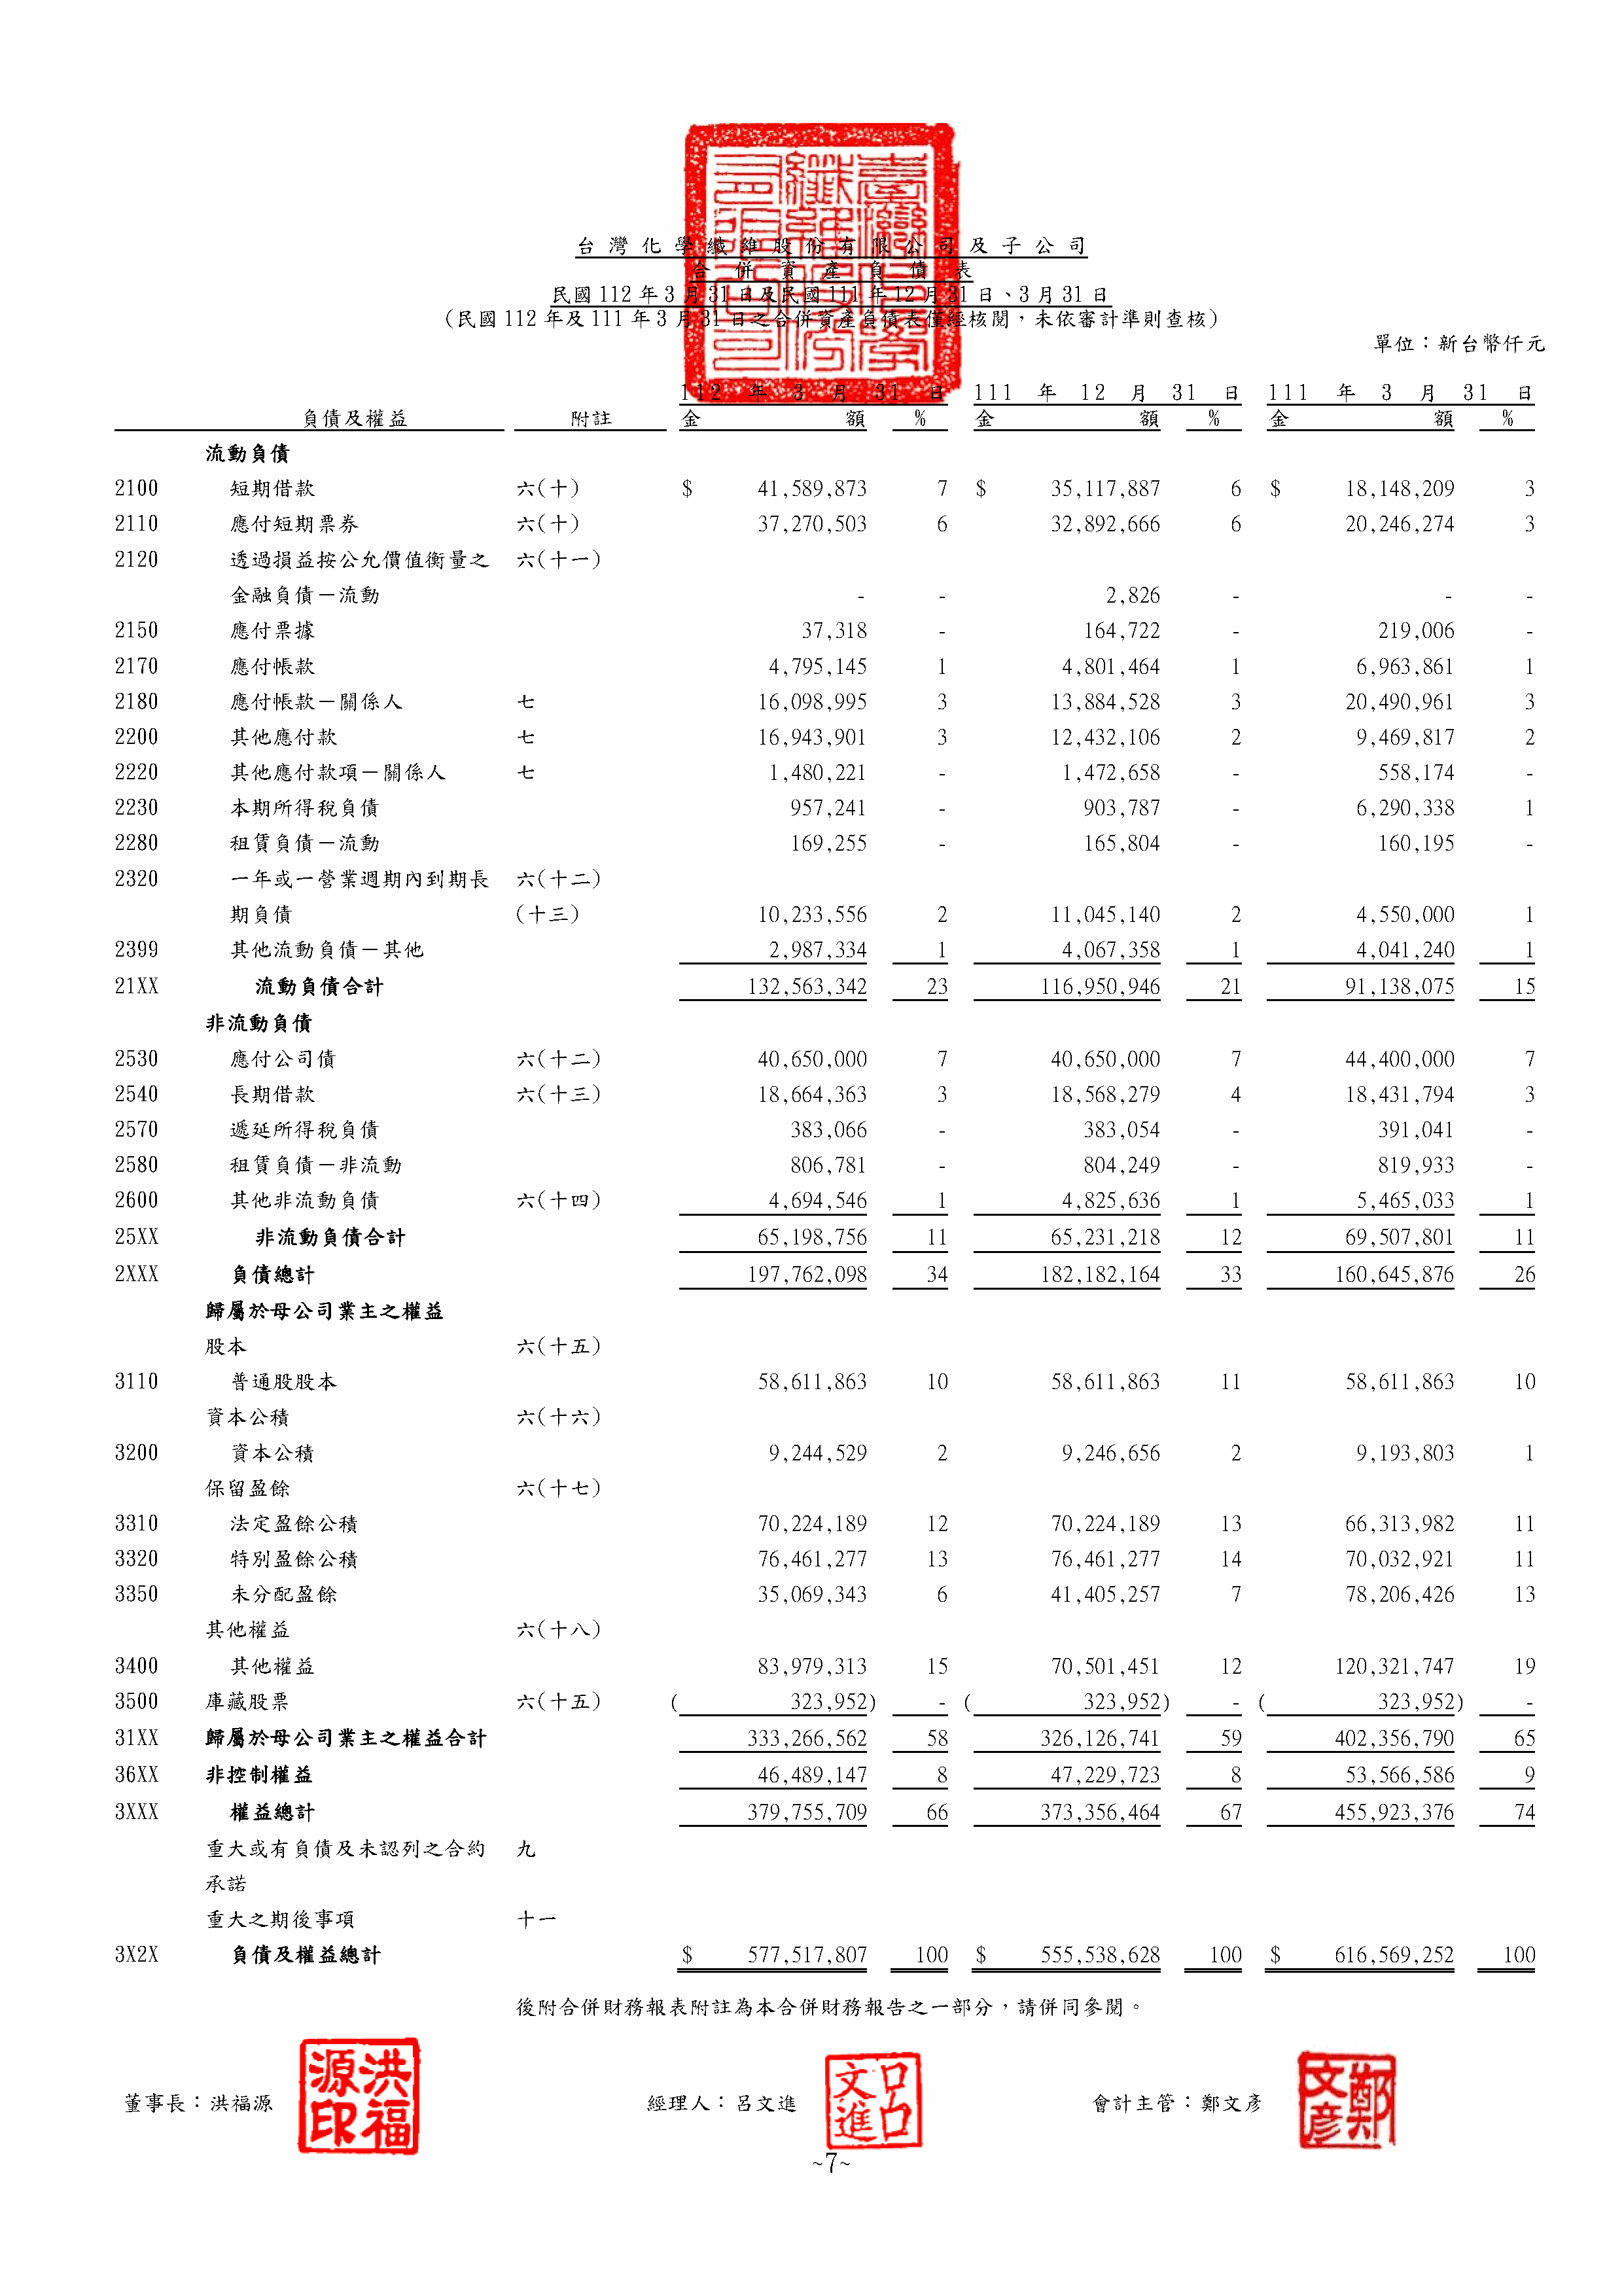 台灣化學纖維股份有限公司及子公司
合併資產負債表
民國112年3月31日及民國111年12月31日、3月31日
（民國112年及111年3月31日之合併資產負債表僅經核閱，未依審計準則查核）
單位：新台幣仟元
112年3月31日 111年12月31日 111年3月31日
負債及權益 附註 金額 % 金額 % 金額 %
流動負債
2100 短期借款 六(十) $ 41,589,873 7 $ 35,117,887 6 $ 18,148,209 3
2110 應付短期票券 六(十) 37,270,503 6 32,892,666 6 20,246,274 3
2120 透過損益按公允價值衡量之 六(十一)
金融負債－流動 - - 2,826 - - -
2150 應付票據 37,318 - 164,722 - 219,006 -
2170 應付帳款 4,795,145 1 4,801,464 1 6,963,861 1
2180 應付帳款－關係人 七 16,098,995 3 13,884,528 3 20,490,961 3
2200 其他應付款 七 16,943,901 3 12,432,106 2 9,469,817 2
2220 其他應付款項－關係人 七 1,480,221 - 1,472,658 - 558,174 -
2230 本期所得稅負債 957,241 - 903,787 - 6,290,338 1
2280 租賃負債－流動 169,255 - 165,804 - 160,195 -
2320 一年或一營業週期內到期長 六(十二)
期負債 (十三) 10,233,556 2 11,045,140 2 4,550,000 1
2399 其他流動負債－其他 2,987,334 1 4,067,358 1 4,041,240 1
21XX 流動負債合計 132,563,342 23 116,950,946 21 91,138,075 15
非流動負債
2530 應付公司債 六(十二) 40,650,000 7 40,650,000 7 44,400,000 7
2540 長期借款 六(十三) 18,664,363 3 18,568,279 4 18,431,794 3
2570 遞延所得稅負債 383,066 - 383,054 - 391,041 -
2580 租賃負債－非流動 806,781 - 804,249 - 819,933 -
2600 其他非流動負債 六(十四) 4,694,546 1 4,825,636 1 5,465,033 1
25XX 非流動負債合計 65,198,756 11 65,231,218 12 69,507,801 11
2XXX 負債總計 197,762,098 34 182,182,164 33 160,645,876 26
歸屬於母公司業主之權益
股本 六(十五)
3110 普通股股本 58,611,863 10 58,611,863 11 58,611,863 10
資本公積 六(十六)
3200 資本公積 9,244,529 2 9,246,656 2 9,193,803 1
保留盈餘 六(十七)
3310 法定盈餘公積 70,224,189 12 70,224,189 13 66,313,982 11
3320 特別盈餘公積 76,461,277 13 76,461,277 14 70,032,921 11
3350 未分配盈餘 35,069,343 6 41,405,257 7 78,206,426 13
其他權益 六(十八)
3400 其他權益 83,979,313 15 70,501,451 12 120,321,747 19
3500 庫藏股票 六(十五) ( 323,952) - ( 323,952) - ( 323,952) -
31XX 歸屬於母公司業主之權益合計 333,266,562 58 326,126,741 59 402,356,790 65
36XX 非控制權益 46,489,147 8 47,229,723 8 53,566,586 9
3XXX 權益總計 379,755,709 66 373,356,464 67 455,923,376 74
重大或有負債及未認列之合約 九
承諾
重大之期後事項 十一
3X2X 負債及權益總計 $ 577,517,807 100 $ 555,538,628 100 $ 616,569,252 100
後附合併財務報表附註為本合併財務報告之一部分，請併同參閱。
董事長：洪福源 洪福源印 經理人：呂文進 呂文進 會計主管：鄭文彥 鄭文彥
~7~